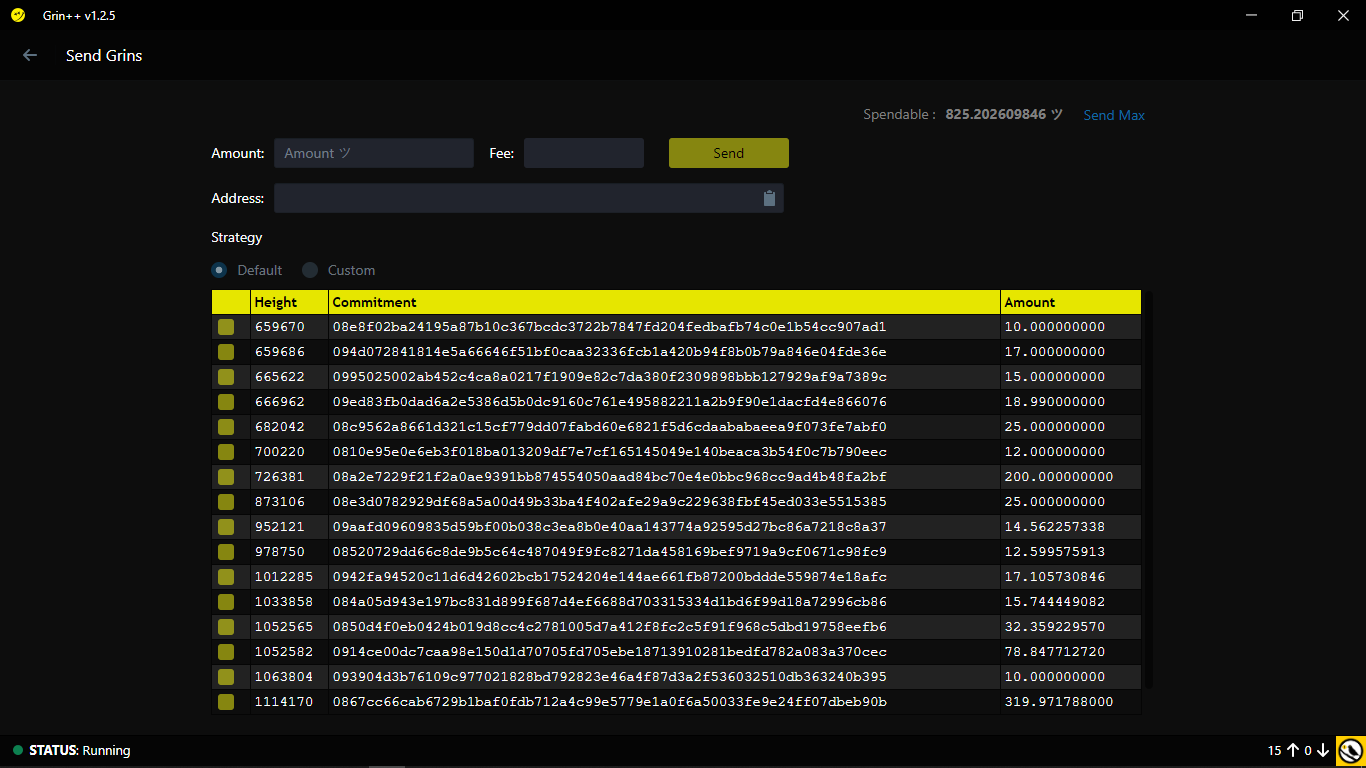 Grin++ v1.2.5
Send Grins
Spendable : 825.202609846 ツ Send Max
Amount: Amount ツ Fee: Send
Address:
Strategy
Default Custom
Height Commitment Amount
659670 08e8f02ba24195a87b10c367bcdc3722b7847fd204fedbafb74c0e1b54cc907ad1 10.000000000
659686 094d072841814e5a66646f51bf0caa32336fcb1a420b94f8b0b79a846e04fde36e 17.000000000
665622 0995025002ab452c4ca8a0217f1909e82c7da380f2309898bbb127929af9a7389c 15.000000000
666962 09ed83fb0dad6a2e5386d5b0dc9160c761e495882211a2b9f90e1dacfd4e866076 18.990000000
682042 08c9562a8661d321c15cf779dd07fabd60e6821f5d6cdaababaeea9f073fe7abf0 25.000000000
700220 0810e95e0e6eb3f018ba013209df7e7cf165145049e140beaca3b54f0c7b790eec 12.000000000
726381 08a2e7229f21f2a0ae9391bb874554050aad84bc70e4e0bbc968cc9ad4b48fa2bf 200.000000000
873106 08e3d0782929df68a5a00d49b33ba4f402afe29a9c229638fbf45ed033e5515385 25.000000000
952121 09aafd09609835d59bf00b038c3ea8b0e40aa143774a92595d27bc86a7218c8a37 14.562257338
978750 08520729dd66c8de9b5c64c487049f9fc8271da458169bef9719a9cf0671c98fc9 12.599575913
1012285 0942fa94520c11d6d42602bcb17524204e144ae661fb87200bddde559874e18afc 17.105730846
1033858 084a05d943e197bc831d899f687d4ef6688d703315334d1bd6f99d18a72996cb86 15.744449082
1052565 0850d4f0eb0424b019d8cc4c2781005d7a412f8fc2c5f91f968c5dbd19758eefb6 32.359229570
1052582 0914ce00dc7caa98e150d1d70705fd705ebe18713910281bedfd782a083a370cec 78.847712720
1063804 093904d3b76109c977021828bd792823e46a4f87d3a2f536032510db363240b395 10.000000000
1114170 0867cc66cab6729b1baf0fdb712a4c99e5779e1a0f6a50033fe9e24ff07dbeb90b 319.971788000
STATUS: Running 15 ↑ 0 ↓